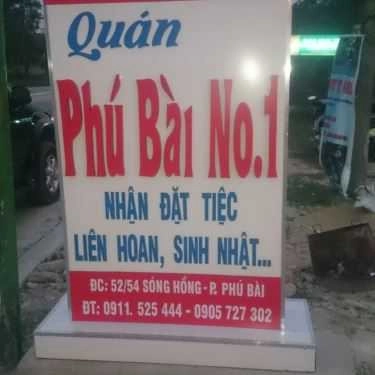 Quán
Phú Bài No.1
NHẬN ĐẶT TIỆC
LIÊN HOAN, SINH NHẬT...
ĐC: 52/54 SÓNG HỒNG - P. PHÚ BÀI
ĐT: 0911. 525 444 - 0905 727 302